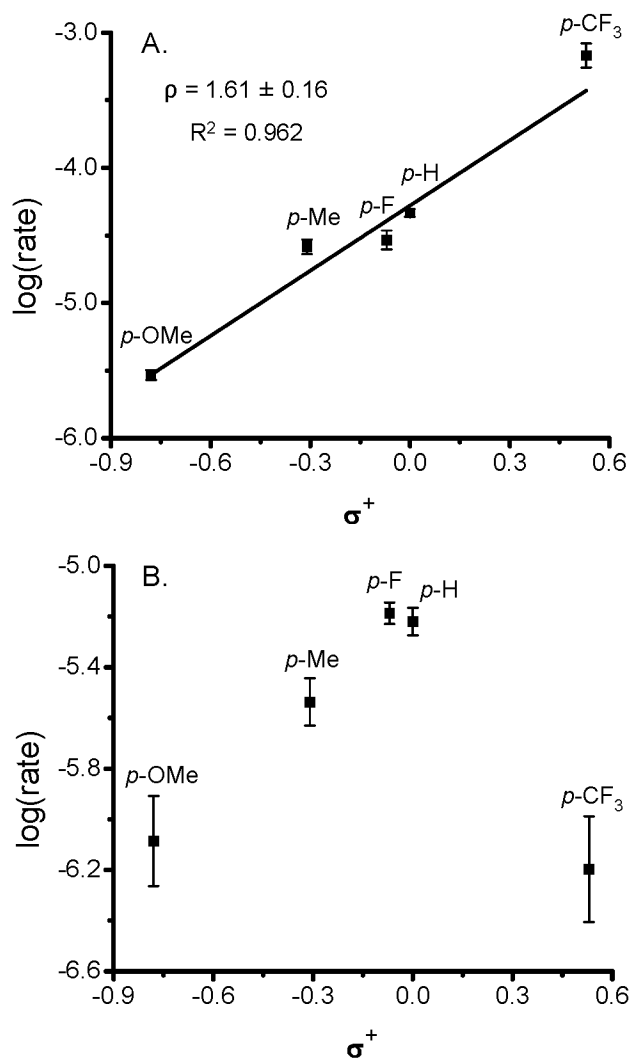 A.
p-CF3
ρ = 1.61 ± 0.16
R2 = 0.962
p-H
p-F
p-Me
p-OMe
-3.0
-4.0
-5.0
-6.0
log(rate)
-0.9 -0.6 -0.3 0.0 0.3 0.6
σ+
B.
p-F
p-H
p-Me
p-OMe
p-CF3
-5.0
-5.4
-5.8
-6.2
-6.6
log(rate)
-0.9 -0.6 -0.3 0.0 0.3 0.6
σ+